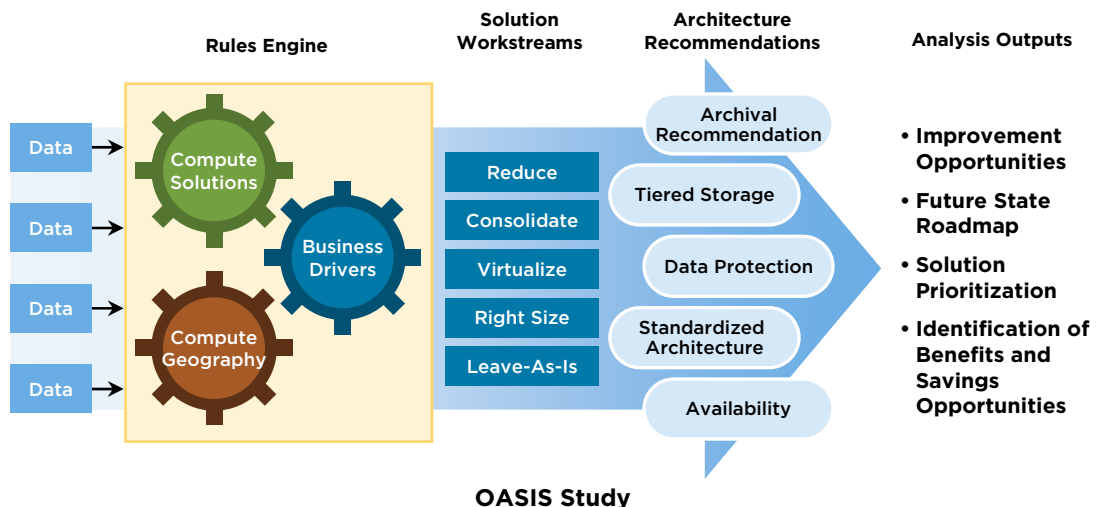 Rules Engine
Solution
Workstreams
Architecture
Recommendations
Analysis Outputs
Data
Data
Data
Data
Compute
Solutions
Business
Drivers
Compute
Geography
Reduce
Consolidate
Virtualize
Right Size
Leave-As-Is
Archival
Recommendation
Tiered Storage
Data Protection
Standardized
Architecture
Availability
• Improvement
Opportunities
• Future State
Roadmap
• Solution
Prioritization
• Identification of
Benefits and
Savings
Opportunities
OASIS Study